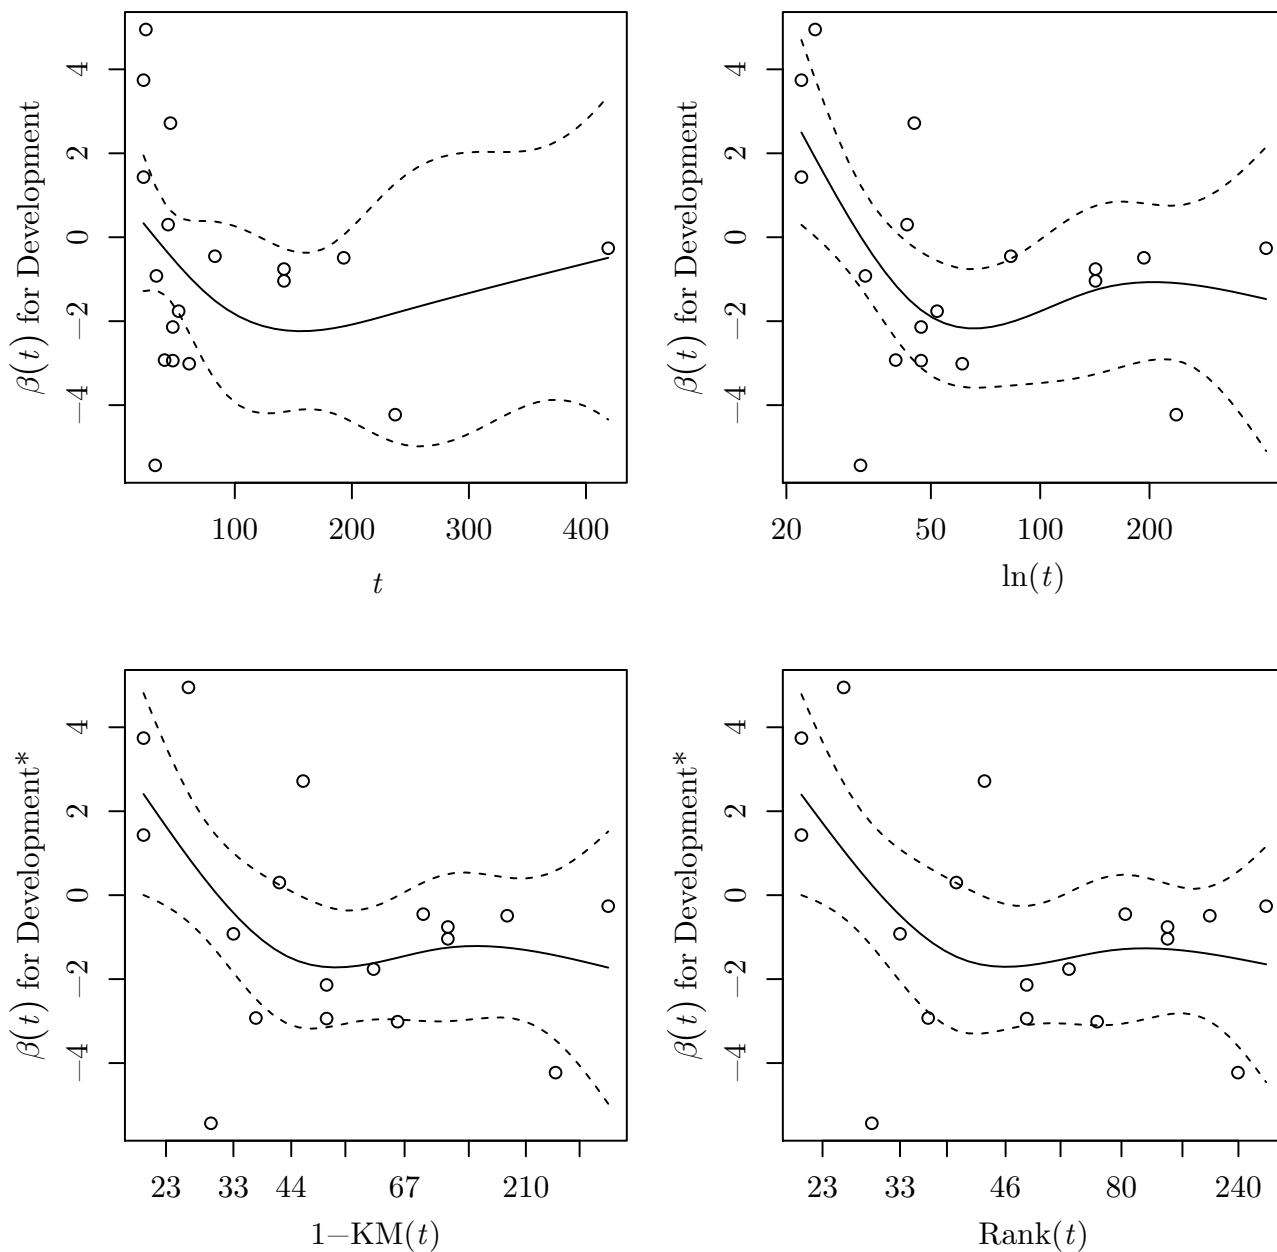 β(t) for Development
4
2
0
−2
−4
100 200 300 400
t
β(t) for Development
4
2
0
−2
−4
20 50 100 200
ln(t)
β(t) for Development*
4
2
0
−2
−4
23 33 44 67 210
1−KM(t)
β(t) for Development*
4
2
0
−2
−4
23 33 46 80 240
Rank(t)